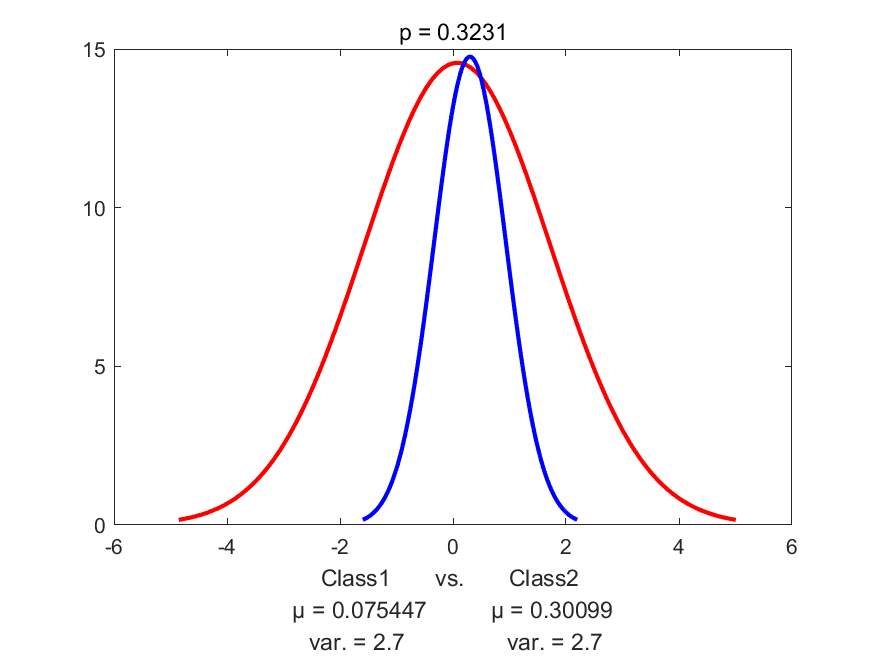 p = 0.3231
15
10
5
0
-6 -4 -2 0 2 4 6
Class1 vs. Class2
μ = 0.075447 μ = 0.30099
var. = 2.7 var. = 2.7